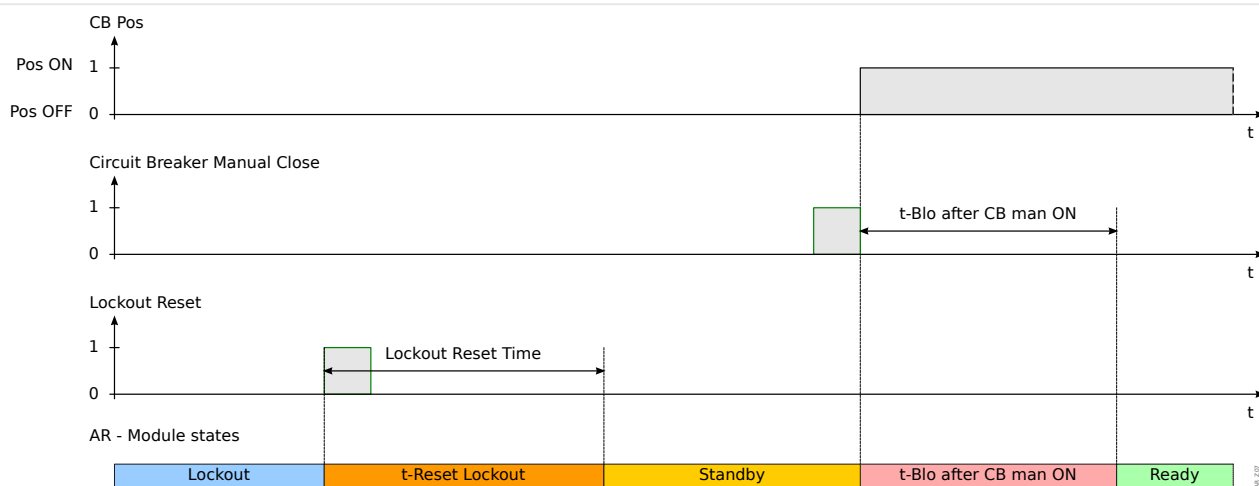 CB Pos
Pos ON 1
Pos OFF 0
t
Circuit Breaker Manual Close
1
t-Blo after CB man ON
0
t
Lockout Reset
1
Lockout Reset Time
0
t
AR - Module states
Lockout t-Reset Lockout Standby t-Blo after CB man ON Ready